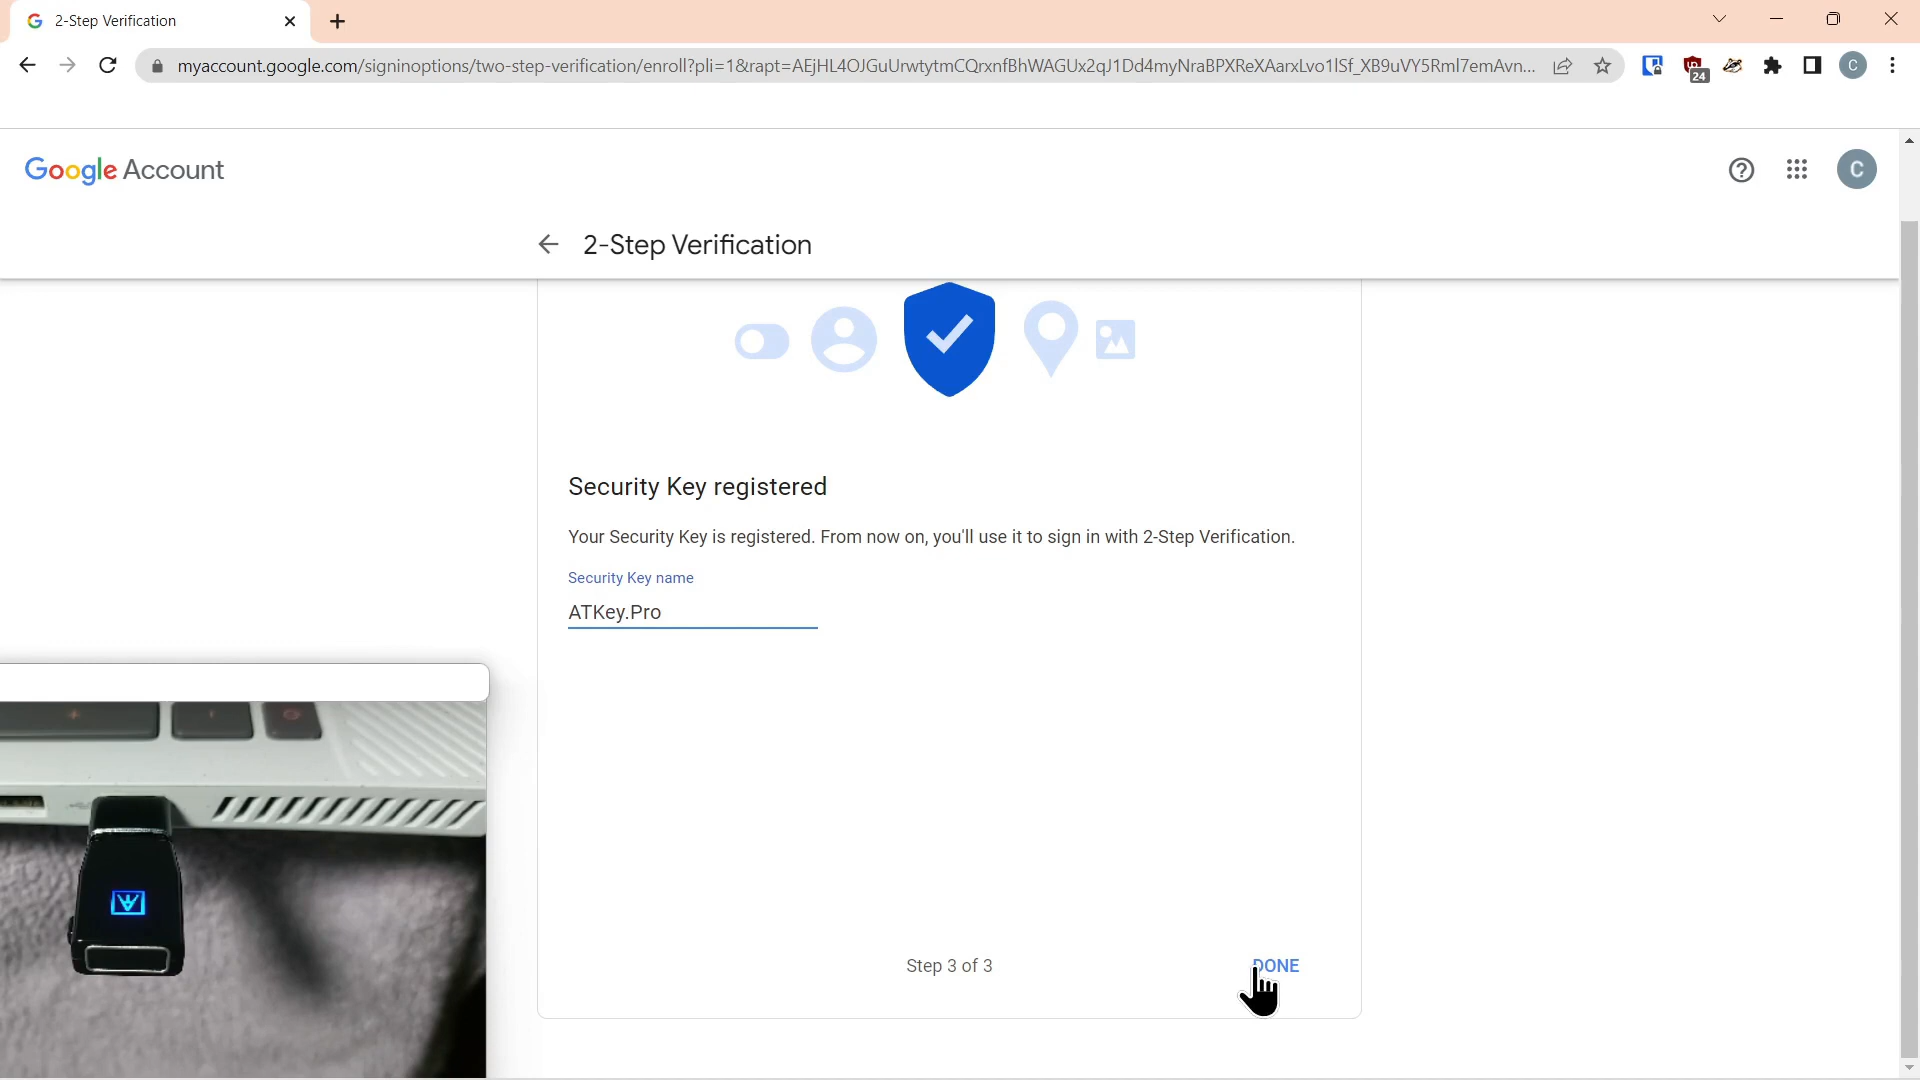 2-Step Verification
myaccount.google.com/signinoptions/two-step-verification/enroll?pli=1&rapt=AEjHL4OJGuUrwtytmCQrxnfBhWAGUx2qJ1Dd4myNraBPXReXAarxLvo1lSf_XB9uVY5Rml7emAvn...
24
C
Google Account
C
2-Step Verification
Security Key registered
Your Security Key is registered. From now on, you'll use it to sign in with 2-Step Verification.
Security Key name
ATKey.Pro
Step 3 of 3
DONE